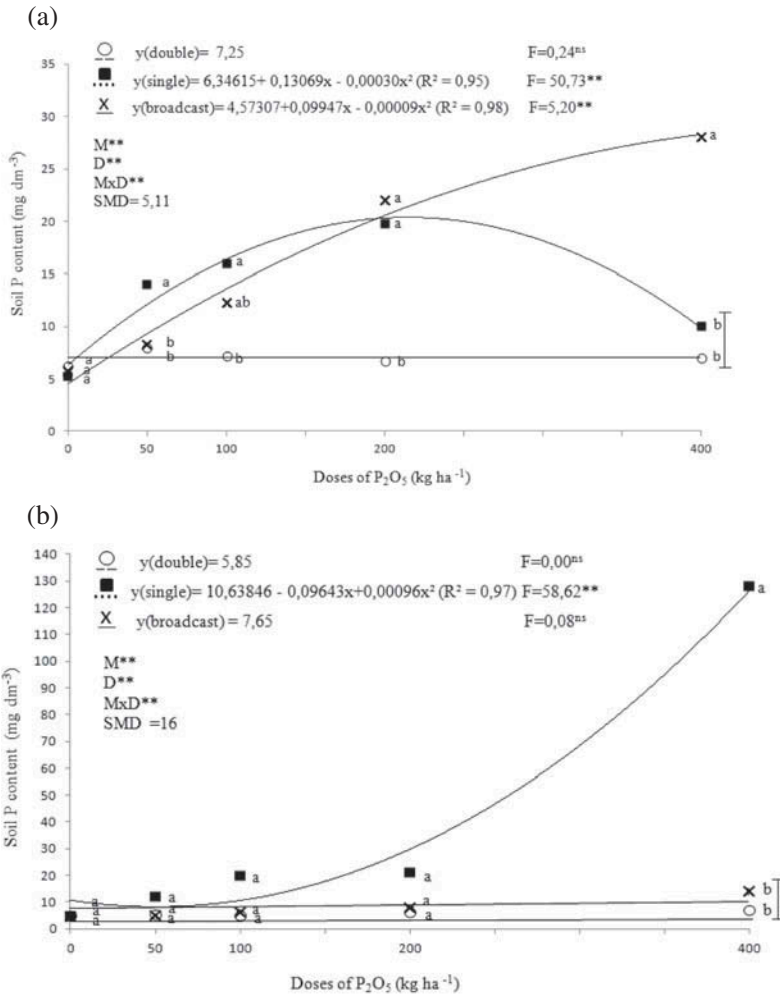 (a)
y(double)= 7,25 F=0,24ⁿˢ
y(single)= 6,34615+ 0,13069x - 0,00030x² (R² = 0,95) F= 50,73**
y(broadcast)= 4,57307+0,09947x - 0,00009x² (R² = 0,98) F=5,20**
M**
D**
MxD**
SMD= 5,11
Soil P content (mg dm⁻³)
35
30
25
20
15
10
5
0
a
a
a
a
b
b
a
ab
b
a
a
b
a
b
b
0 50 100 200 400
Doses of P₂O₅ (kg ha ⁻¹)
(b)
y(double)= 5,85 F=0,00ⁿˢ
y(single)= 10,63846 - 0,09643x+0,00096x² (R² = 0,97) F=58,62**
y(broadcast)= 7,65 F=0,08ⁿˢ
M**
D**
MxD**
SMD =16
Soil P content (mg dm⁻³)
140
130
120
110
100
90
80
70
60
50
40
30
20
10
0
a
a
a
a
a
a
a
a
a
a
a
a
a
b
b
0 50 100 200 400
Doses of P₂O₅ (kg ha ⁻¹)